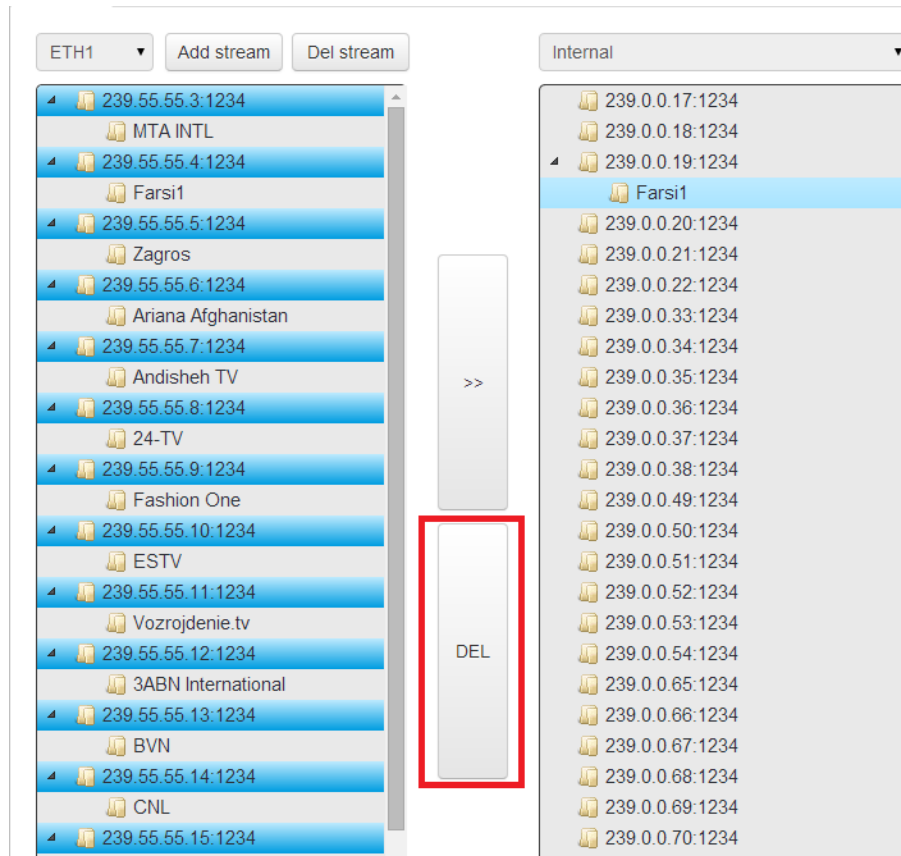 ETH1 Add stream Del stream Internal
239.55.55.3:1234
MTA INTL
239.55.55.4:1234
Farsi1
239.55.55.5:1234
Zagros
239.55.55.6:1234
Ariana Afghanistan
239.55.55.7:1234
Andisheh TV
239.55.55.8:1234
24-TV
239.55.55.9:1234
Fashion One
239.55.55.10:1234
ESTV
239.55.55.11:1234
Vozrojdenie.tv
239.55.55.12:1234
3ABN International
239.55.55.13:1234
BVN
239.55.55.14:1234
CNL
239.55.55.15:1234
>>
DEL
239.0.0.17:1234
239.0.0.18:1234
239.0.0.19:1234
Farsi1
239.0.0.20:1234
239.0.0.21:1234
239.0.0.22:1234
239.0.0.33:1234
239.0.0.34:1234
239.0.0.35:1234
239.0.0.36:1234
239.0.0.37:1234
239.0.0.38:1234
239.0.0.49:1234
239.0.0.50:1234
239.0.0.51:1234
239.0.0.52:1234
239.0.0.53:1234
239.0.0.54:1234
239.0.0.65:1234
239.0.0.66:1234
239.0.0.67:1234
239.0.0.68:1234
239.0.0.69:1234
239.0.0.70:1234